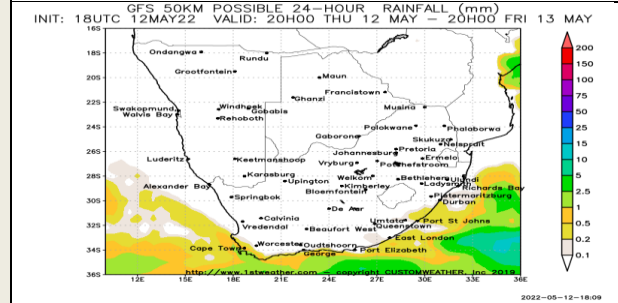 GFS 50KM POSSIBLE 24-HOUR RAINFALL (mm)
INIT: 18UTC 12MAY22 VALID: 20H00 THU 12 MAY – 20H00 FRI 13 MAY
16S
18S
20S
22S
24S
26S
28S
30S
32S
34S
36S
Ondangwa
Rundu
Grootfontein
Maun
Francistown
Ghanzi
Musina
Swakopmund
Windhoek
Gobabis
Walvis Bay
Rehoboth
Polokwane
Phalaborwa
Gaborone
Skukuza
Nelspruit
Pretoria
Johannesburg
Ermelo
Luderitz
Keetmanshoop
Vryburg
Potchefstroom
Karasburg
Upington
Welkom
Bethlehem
Ulundi
Alexander Bay
Kimberley
Ladysmith
Richards Bay
Bloemfontein
Springbok
Pietermaritzburg
Durban
De Aar
Calvinia
Umtata
Port St Johns
Vredendal
Beaufort West
Queenstown
East London
Cape Town
Worcester
Oudtshoorn
George
Port Elizabeth
http://www.1stweather.com – copyright CUSTOMWEATHER, Inc 2019
12E
15E
18E
21E
24E
27E
30E
33E
36E
200
150
100
75
50
25
15
10
5
2.5
1
0.5
0.2
0.1
2022-05-12-18:09